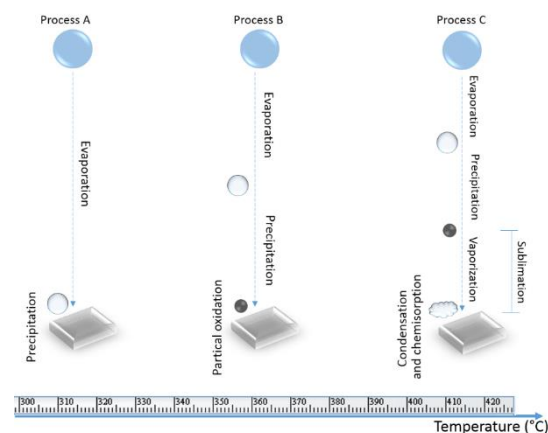 Process A
Process B
Process C
Evaporation
Precipitation
Evaporation
Precipitation
Partical oxidation
Evaporation
Precipitation
Vaporization
Sublimation
Condensation
and chemisorption
300 310 320 330 340 350 360 370 380 390 400 410 420
Temperature (°C)